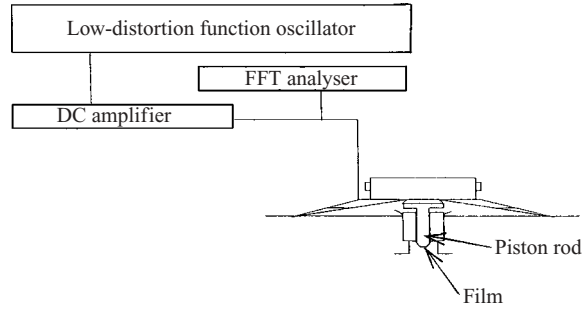 Low-distortion function oscillator
FFT analyser
DC amplifier
Piston rod
Film